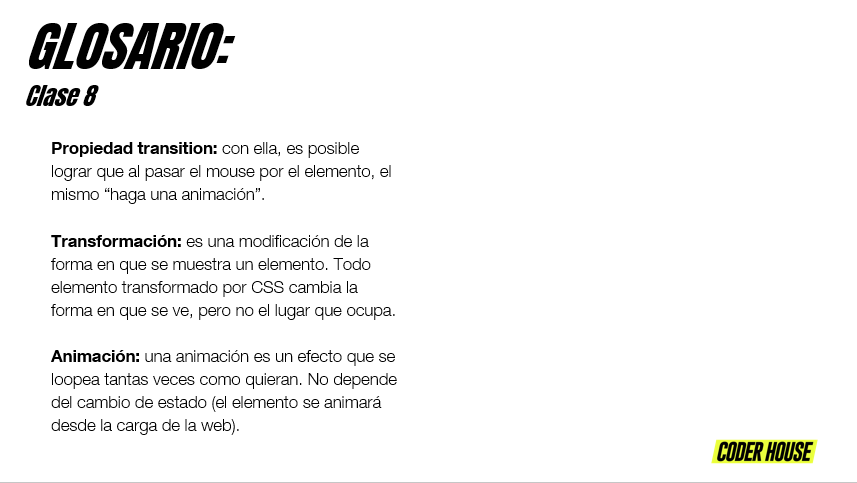 GLOSARIO:
Clase 8
Propiedad transition: con ella, es posible
lograr que al pasar el mouse por el elemento, el
mismo “haga una animación”.
Transformación: es una modificación de la
forma en que se muestra un elemento. Todo
elemento transformado por CSS cambia la
forma en que se ve, pero no el lugar que ocupa.
Animación: una animación es un efecto que se
loopea tantas veces como quieran. No depende
del cambio de estado (el elemento se animará
desde la carga de la web).
CODER HOUSE